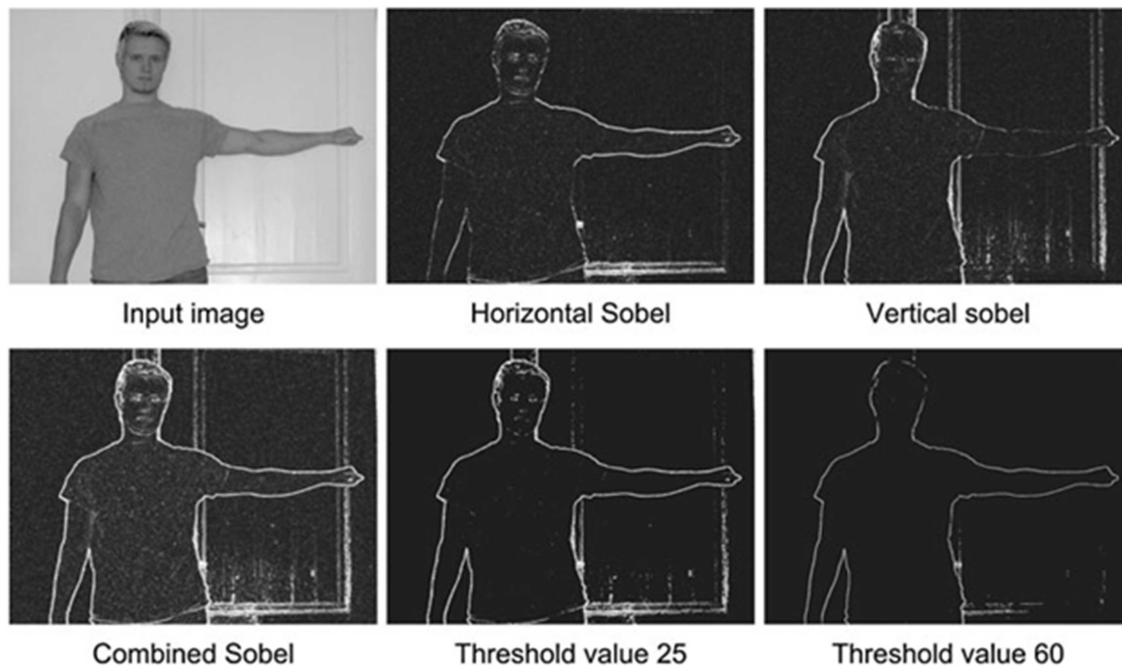 Input image
Horizontal Sobel
Vertical sobel
Combined Sobel
Threshold value 25
Threshold value 60